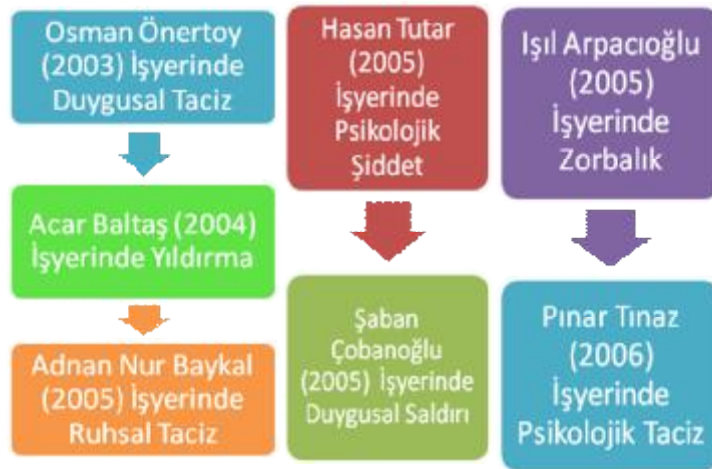 Osman Önertoy
(2003) İşyerinde
Duygusal Taciz
Acar Baltaş (2004)
İşyerinde Yıldırma
Adnan Nur Baykal
(2005) İşyerinde
Ruhsal Taciz
Hasan Tutar
(2005)
İşyerinde
Psikolojik
Şiddet
Şaban
Çobanoğlu
(2005) İşyerinde
Duygusal Saldırı
Işıl Arpacıoğlu
(2005)
İşyerinde
Zorbalık
Pınar Tınaz
(2006)
İşyerinde
Psikolojik Taciz